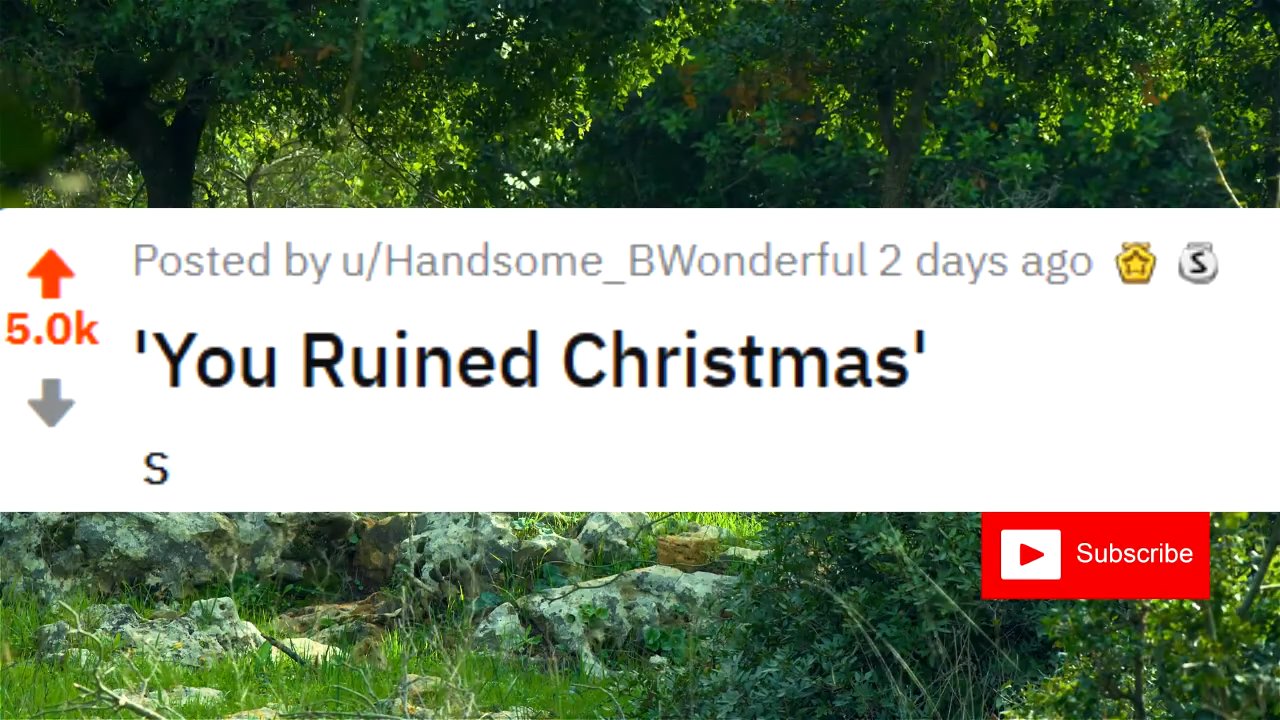 Posted by u/Handsome_BWonderful 2 days ago
5.0k
'You Ruined Christmas'
s
Subscribe